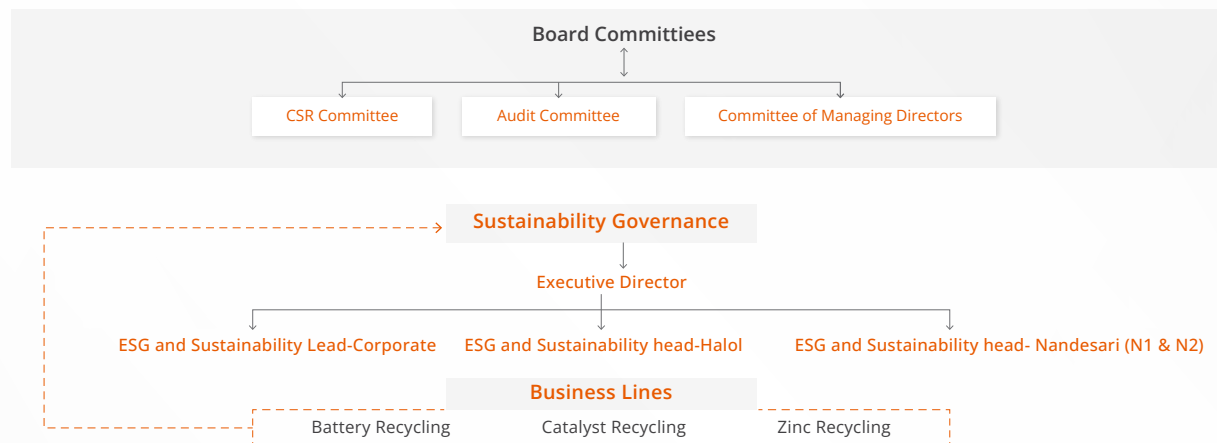 Board Committiees
CSR Committee
Audit Committee
Committee of Managing Directors
Sustainability Governance
Executive Director
ESG and Sustainability Lead-Corporate
ESG and Sustainability head-Halol
ESG and Sustainability head- Nandesari (N1 & N2)
Business Lines
Battery Recycling
Catalyst Recycling
Zinc Recycling